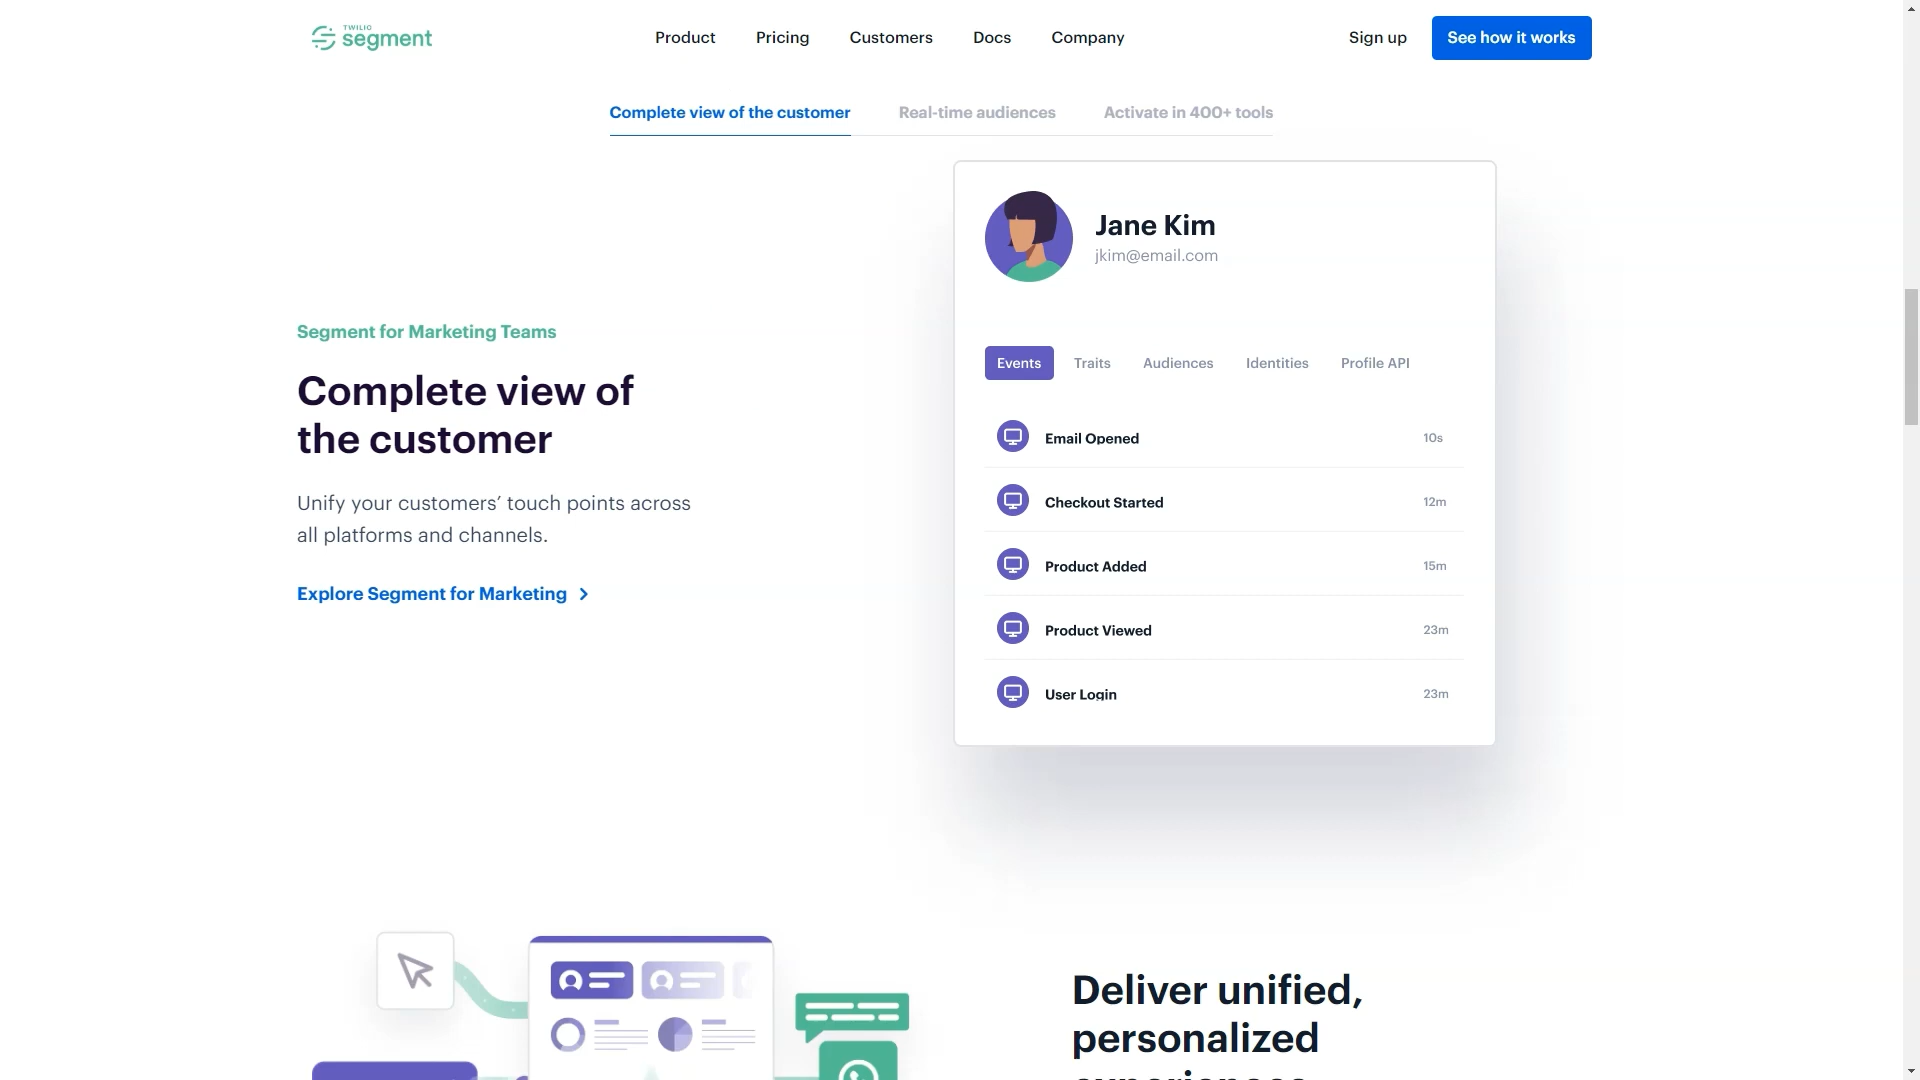 TWILIO
segment
Product
Pricing
Customers
Docs
Company
Sign up
See how it works
Complete view of the customer
Real-time audiences
Activate in 400+ tools
Segment for Marketing Teams
Complete view of
the customer
Unify your customers’ touch points across
all platforms and channels.
Explore Segment for Marketing
Jane Kim
jkim@email.com
Events
Traits
Audiences
Identities
Profile API
Email Opened
10s
Checkout Started
12m
Product Added
15m
Product Viewed
23m
User Login
23m
Deliver unified,
personalized
experiences